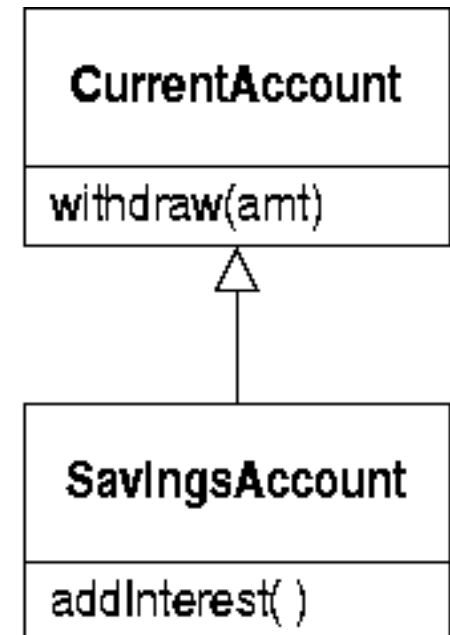 CurrentAccount
withdraw(amt)
SavingsAccount
addInterest( )